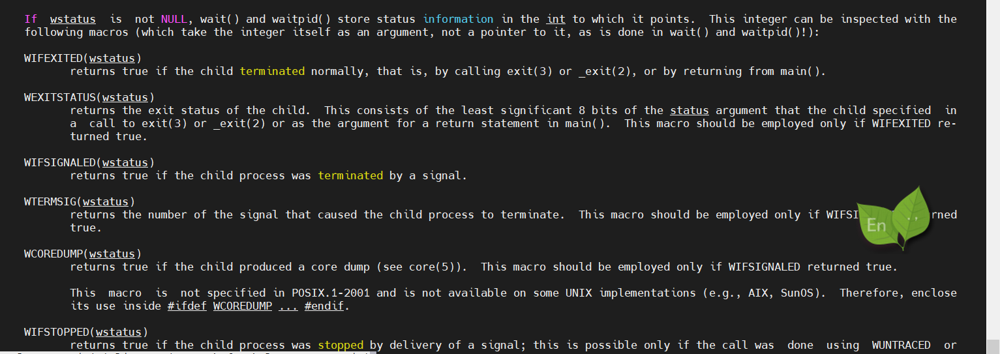 If wstatus is not NULL, wait() and waitpid() store status information in the int to which it points. This integer can be inspected with the
following macros (which take the integer itself as an argument, not a pointer to it, as is done in wait() and waitpid()!):
WIFEXITED(wstatus)
returns true if the child terminated normally, that is, by calling exit(3) or _exit(2), or by returning from main().
WEXITSTATUS(wstatus)
returns the exit status of the child. This consists of the least significant 8 bits of the status argument that the child specified in
a call to exit(3) or _exit(2) or as the argument for a return statement in main(). This macro should be employed only if WIFEXITED re-
turned true.
WIFSIGNALED(wstatus)
returns true if the child process was terminated by a signal.
WTERMSIG(wstatus)
returns the number of the signal that caused the child process to terminate. This macro should be employed only if
true.
En
WCOREDUMP(wstatus)
returns true if the child produced a core dump (see core(5)). This macro should be employed only if WIFSIGNALED returned true.
This macro is not specified in POSIX.1-2001 and is not available on some UNIX implementations (e.g., AIX, SunOS). Therefore, enclose
its use inside #ifdef WCOREDUMP ... #endif.
WIFSTOPPED(wstatus)
returns true if the child process was stopped by delivery of a signal; this is possible only if the call was done using WUNTRACED or